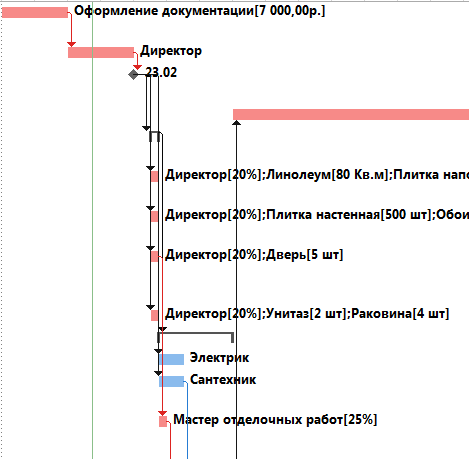 Оформление документации[7 000,00р.]
Директор
23.02
Директор[20%];Линолеум[80 Кв.м];Плитка напо
Директор[20%];Плитка настенная[500 шт];Обои
Директор[20%];Дверь[5 шт]
Директор[20%];Унитаз[2 шт];Раковина[4 шт]
Электрик
Сантехник
Мастер отделочных работ[25%]